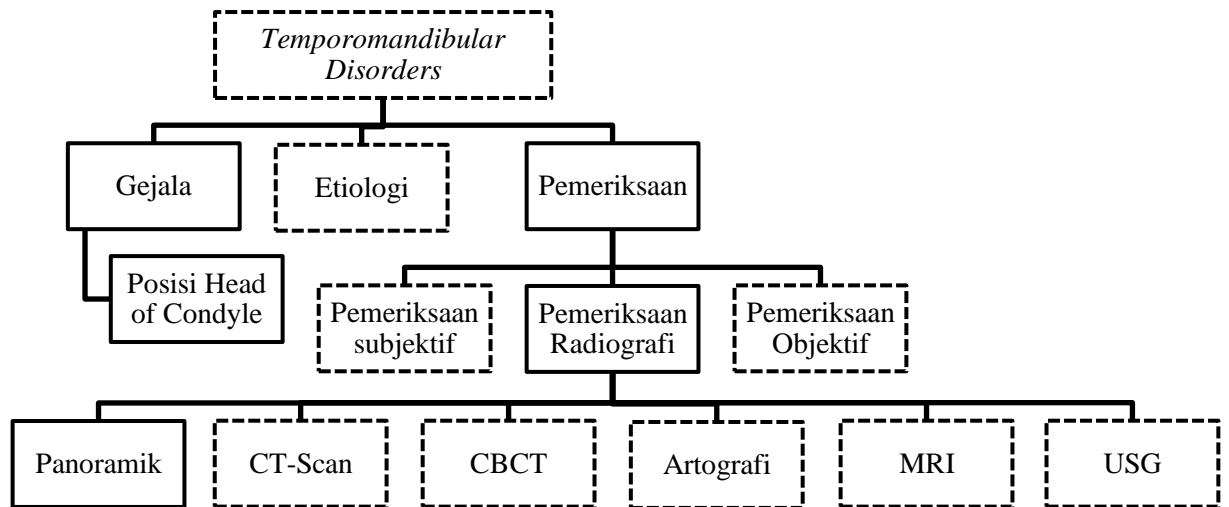 Temporomandibular
Disorders
Gejala
Etiologi
Pemeriksaan
Posisi Head
of Condyle
Pemeriksaan
subjektif
Pemeriksaan
Radiografi
Pemeriksaan
Objektif
Panoramik
CT-Scan
CBCT
Artografi
MRI
USG